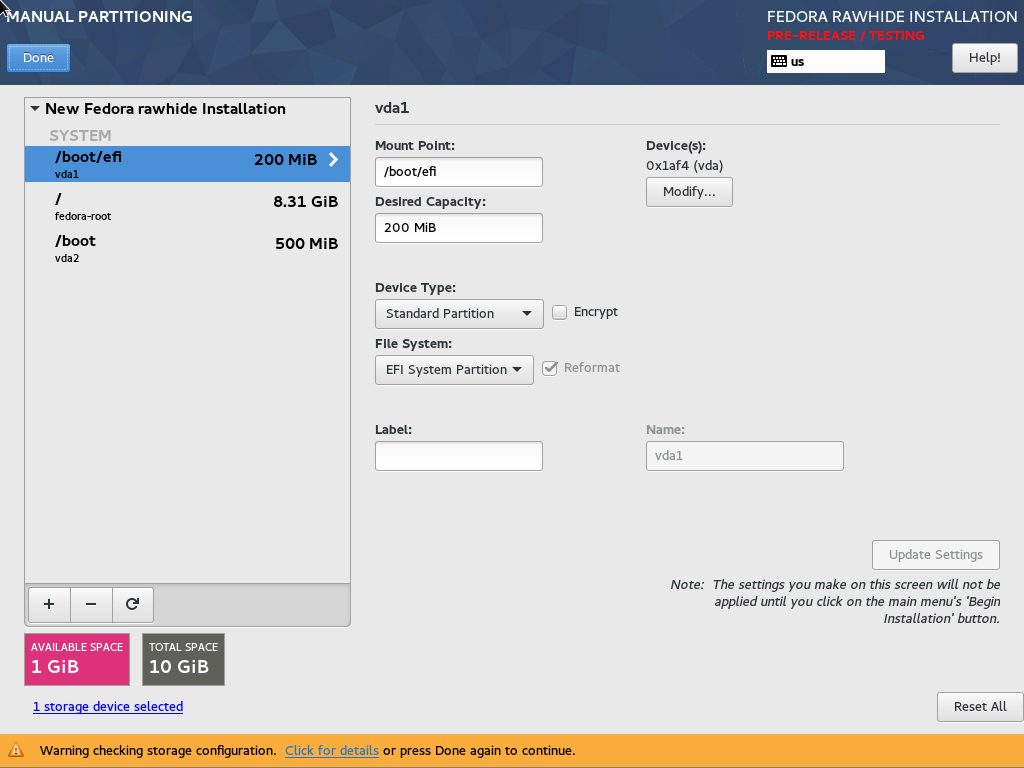 MANUAL PARTITIONING
FEDORA RAWHIDE INSTALLATION
PRE-RELEASE / TESTING
Done
us
Help!
New Fedora rawhide Installation
SYSTEM
/boot/efi
200 MiB
vda1
/
8.31 GiB
fedora-root
/boot
500 MiB
vda2
+
−
AVAILABLE SPACE
1 GiB
TOTAL SPACE
10 GiB
1 storage device selected
vda1
Mount Point:
/boot/efi
Device(s):
0x1af4 (vda)
Modify...
Desired Capacity:
200 MiB
Device Type:
Standard Partition
Encrypt
File System:
EFI System Partition
Reformat
Label:
Name:
vda1
Update Settings
Note: The settings you make on this screen will not be
applied until you click on the main menu's 'Begin
Installation' button.
Reset All
Warning checking storage configuration. Click for details or press Done again to continue.